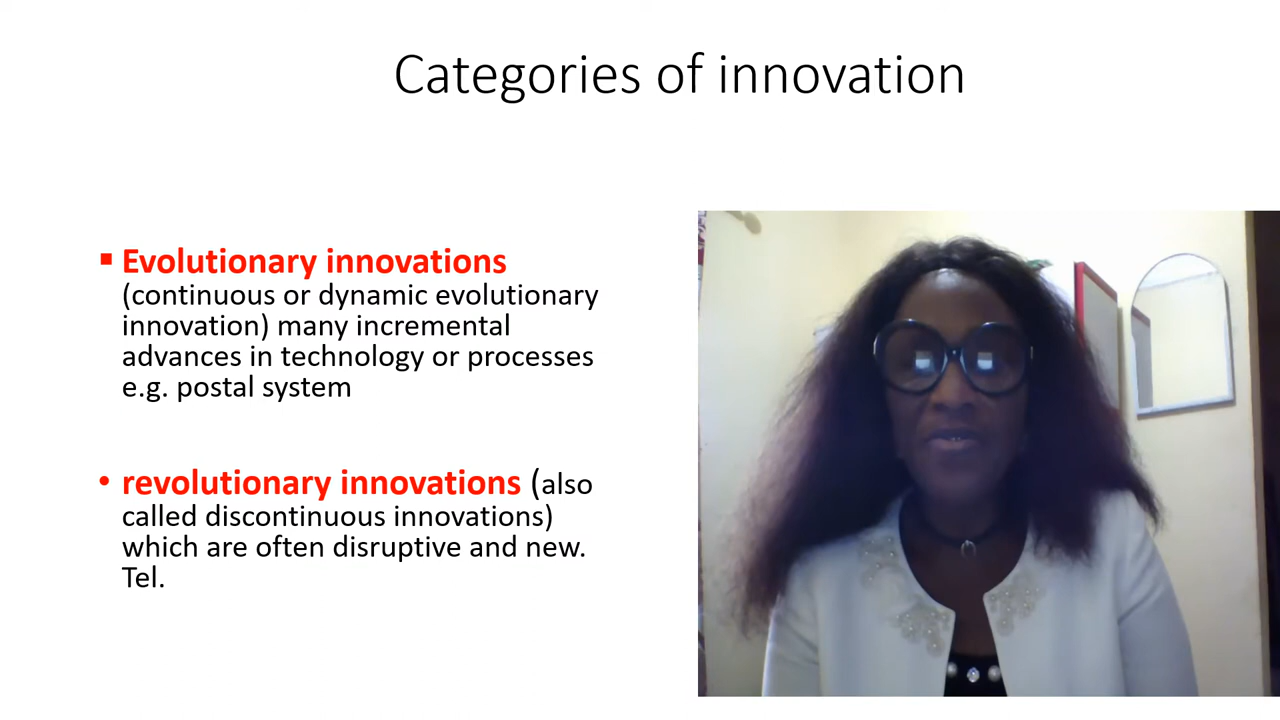 Categories of innovation
▪ Evolutionary innovations
(continuous or dynamic evolutionary
innovation) many incremental
advances in technology or processes
e.g. postal system
• revolutionary innovations (also
called discontinuous innovations)
which are often disruptive and new.
Tel.